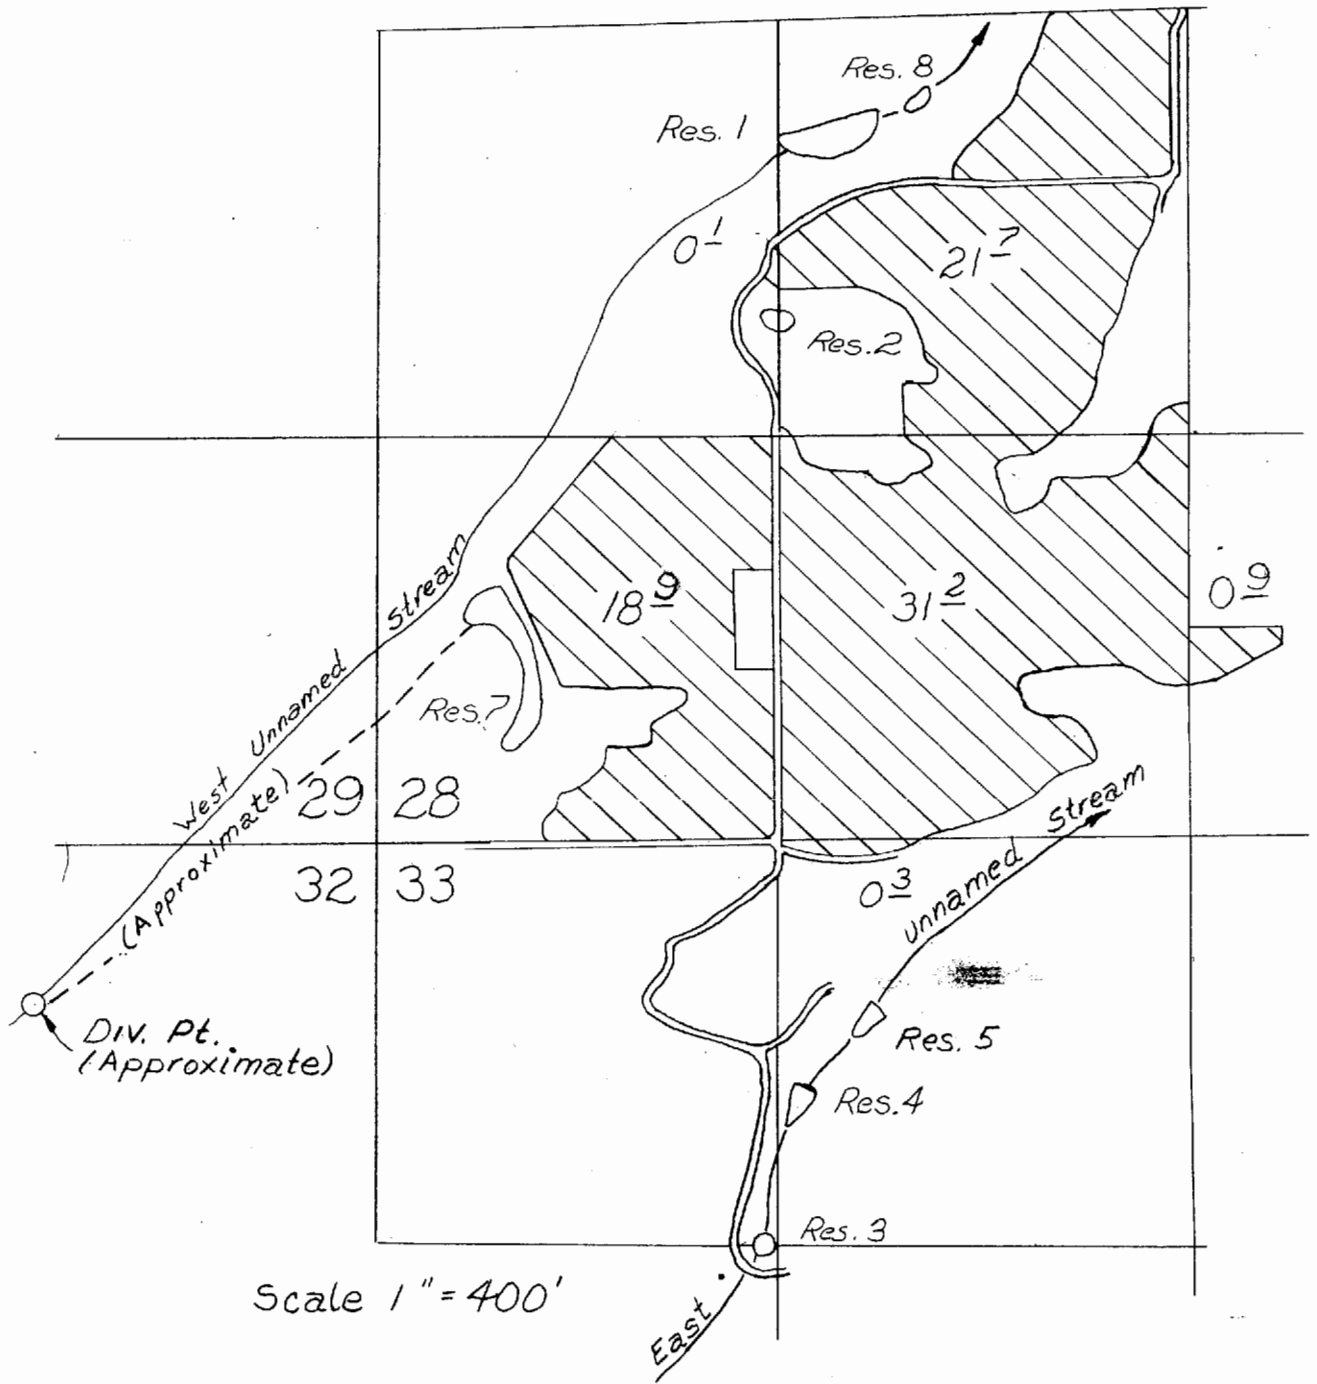 Res. 8
Res. 1
0 1
21 7
Res. 2
18 9
31 2
0 9
Res. 7
West Unnamed Stream
(Approximate)
29 28
32 33
0 3
Div. Pt.
(Approximate)
East Unnamed Stream
Res. 5
Res. 4
Res. 3
Scale 1" = 400'